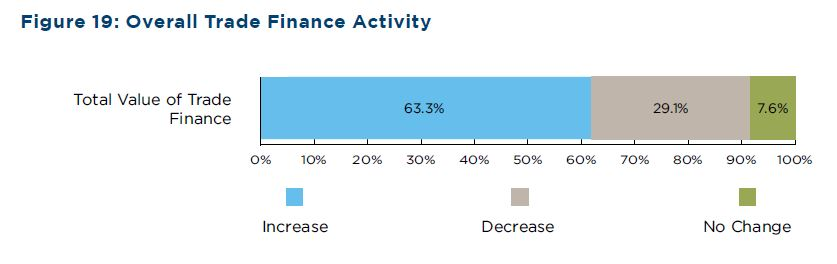 Figure 19: Overall Trade Finance Activity
Total Value of Trade
Finance
63.3% 29.1% 7.6%
0% 10% 20% 30% 40% 50% 60% 70% 80% 90% 100%
Increase Decrease No Change